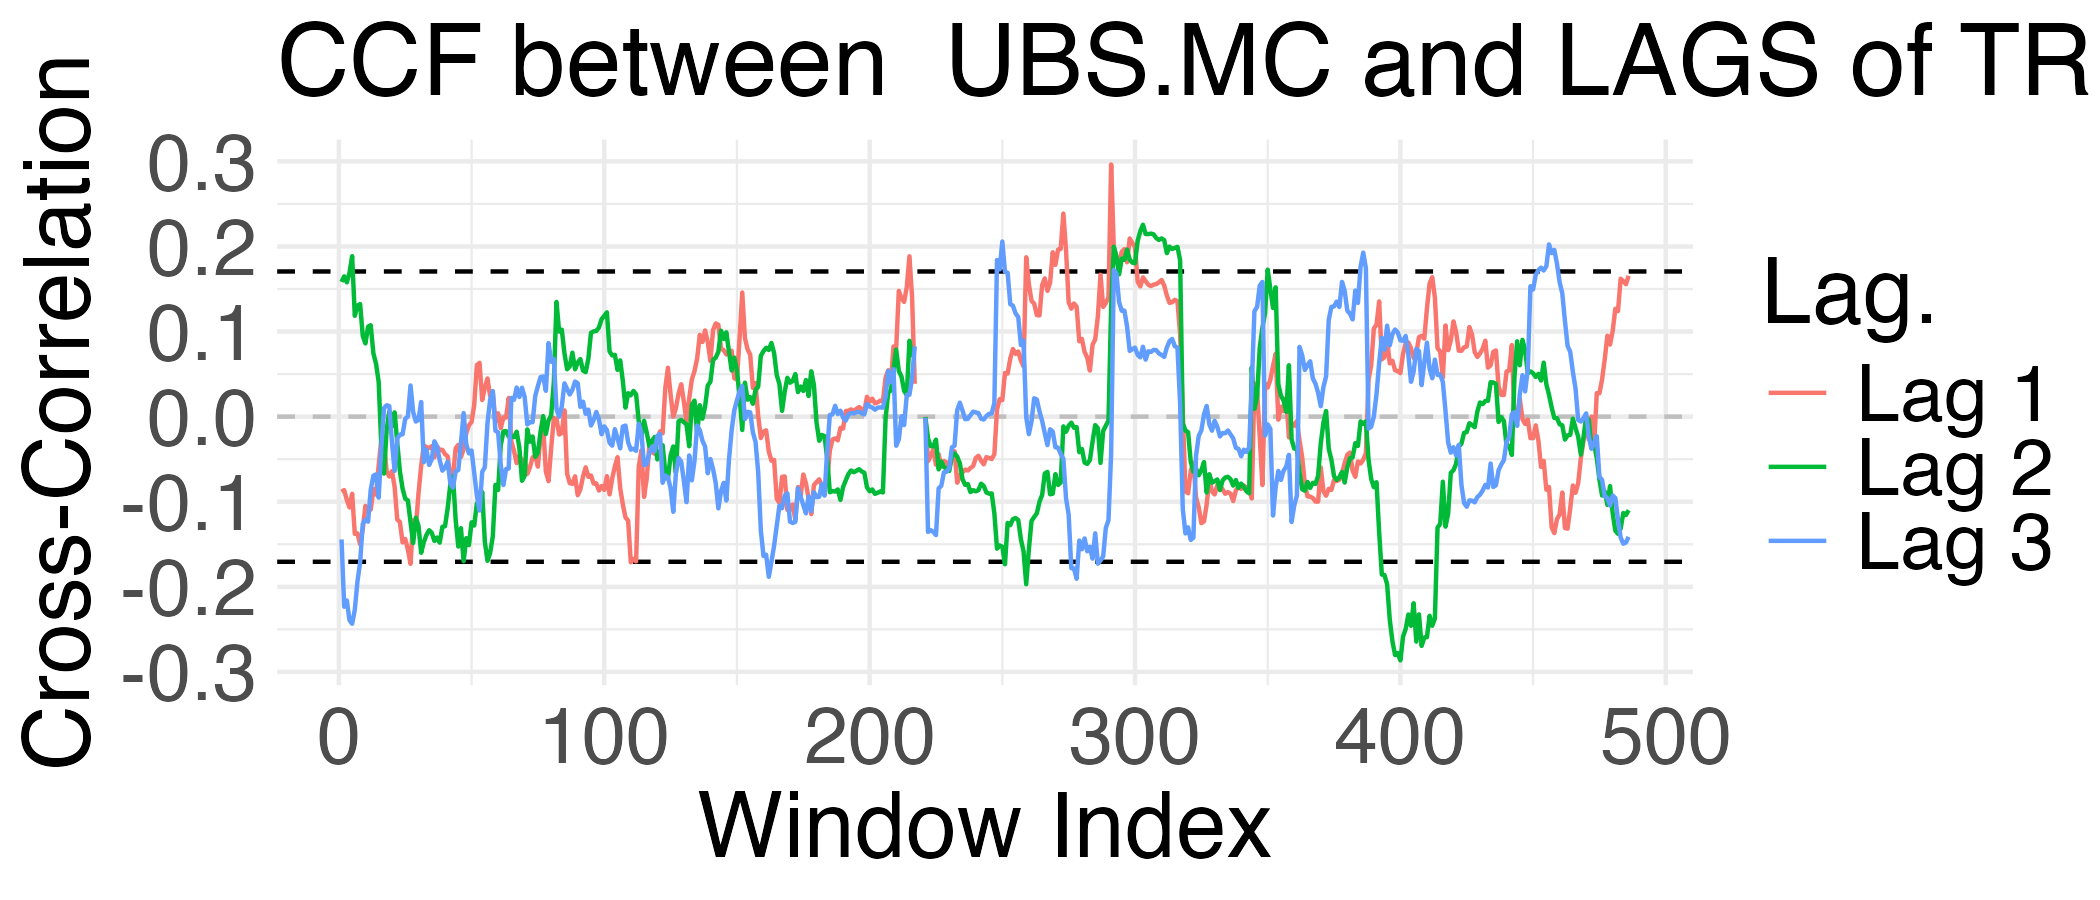 CCF between  UBS.MC and LAGS of TR
Cross-Correlation
0.3
0.2
0.1
0.0
-0.1
-0.2
-0.3
0 100 200 300 400 500
Window Index
Lag.
Lag 1
Lag 2
Lag 3